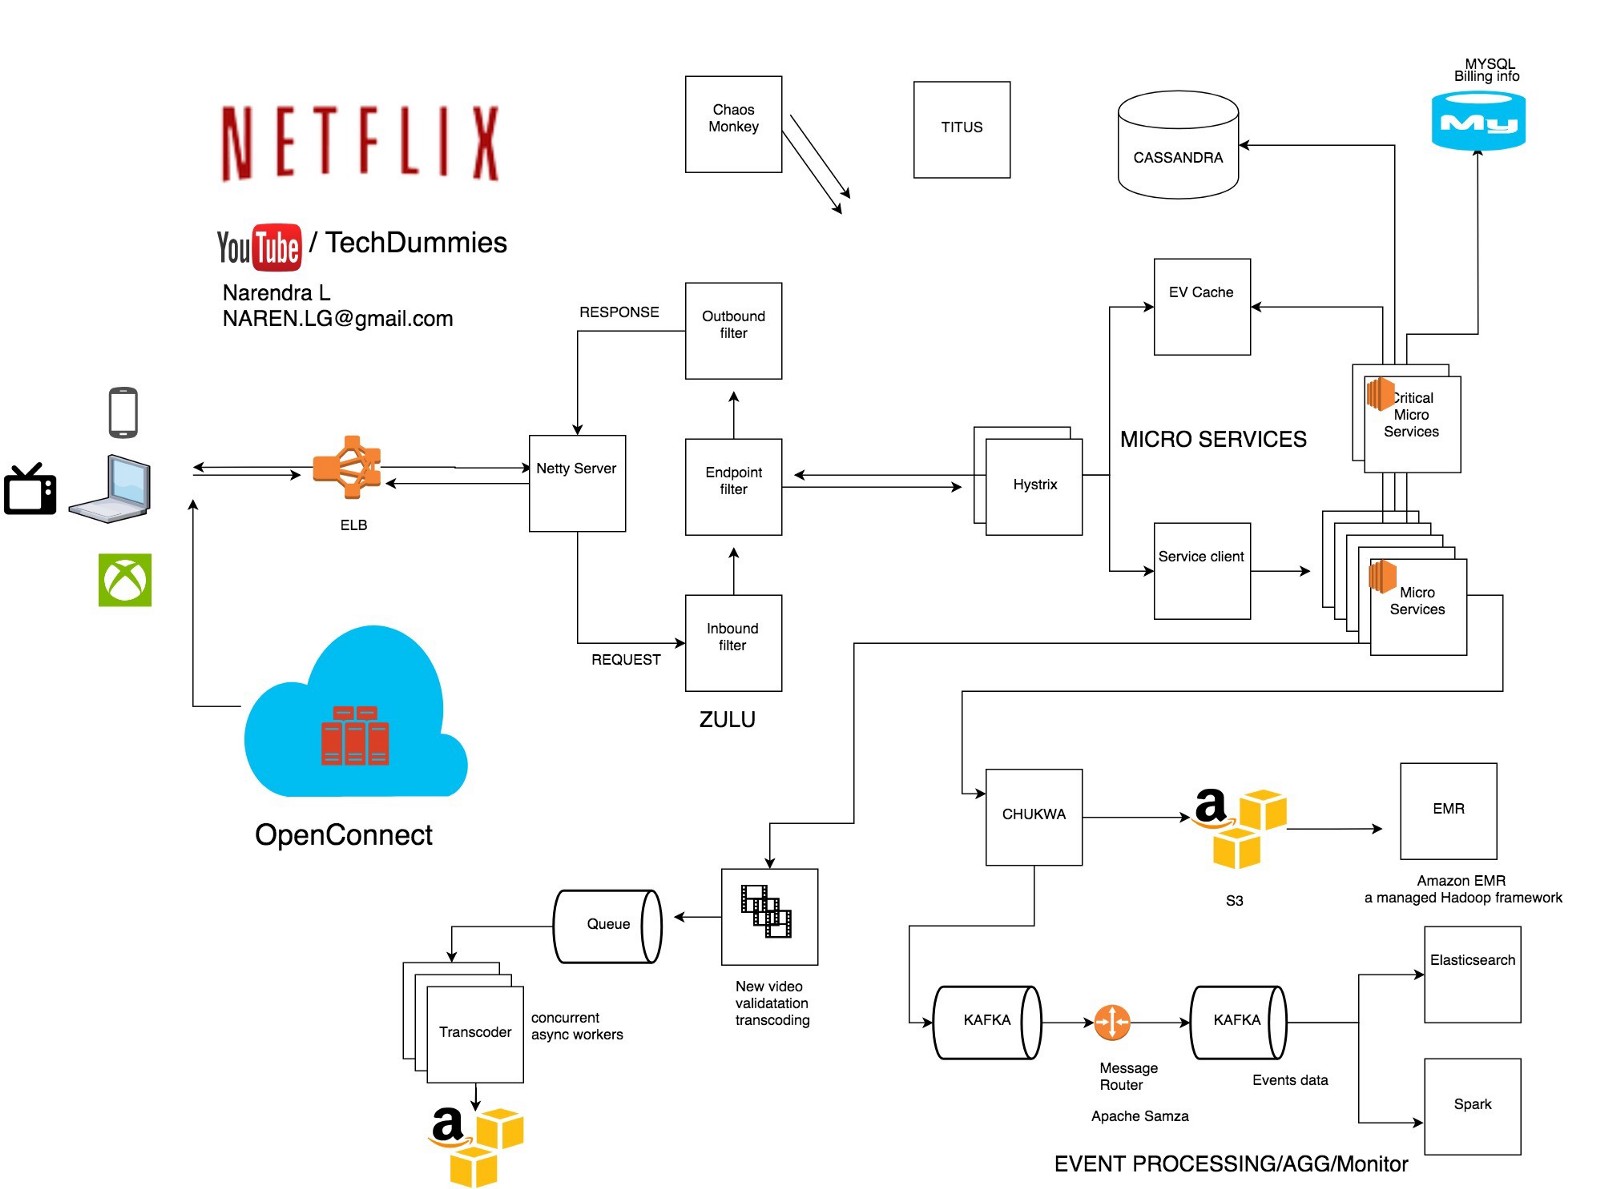 MYSQL
Billing info
My
Chaos
Monkey
TITUS
CASSANDRA
NETFLIX
YouTube / TechDummies
Narendra L
NAREN.LG@gmail.com
RESPONSE
Outbound
filter
EV Cache
Critical
Micro
Services
MICRO SERVICES
Netty Server
Endpoint
filter
Hystrix
ELB
Service client
Micro
Services
Inbound
filter
REQUEST
ZULU
OpenConnect
CHUKWA
a
S3
EMR
Amazon EMR
a managed Hadoop framework
Queue
New video
validatation
transcoding
Elasticsearch
Transcoder
concurrent
async workers
KAFKA
KAFKA
Message
Router
Events data
Apache Samza
Spark
a
EVENT PROCESSING/AGG/Monitor